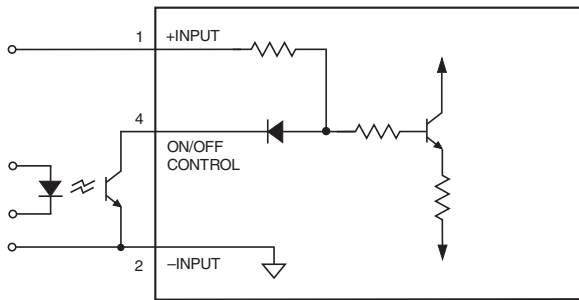 1 +INPUT
4
ON/OFF
CONTROL
2 –INPUT